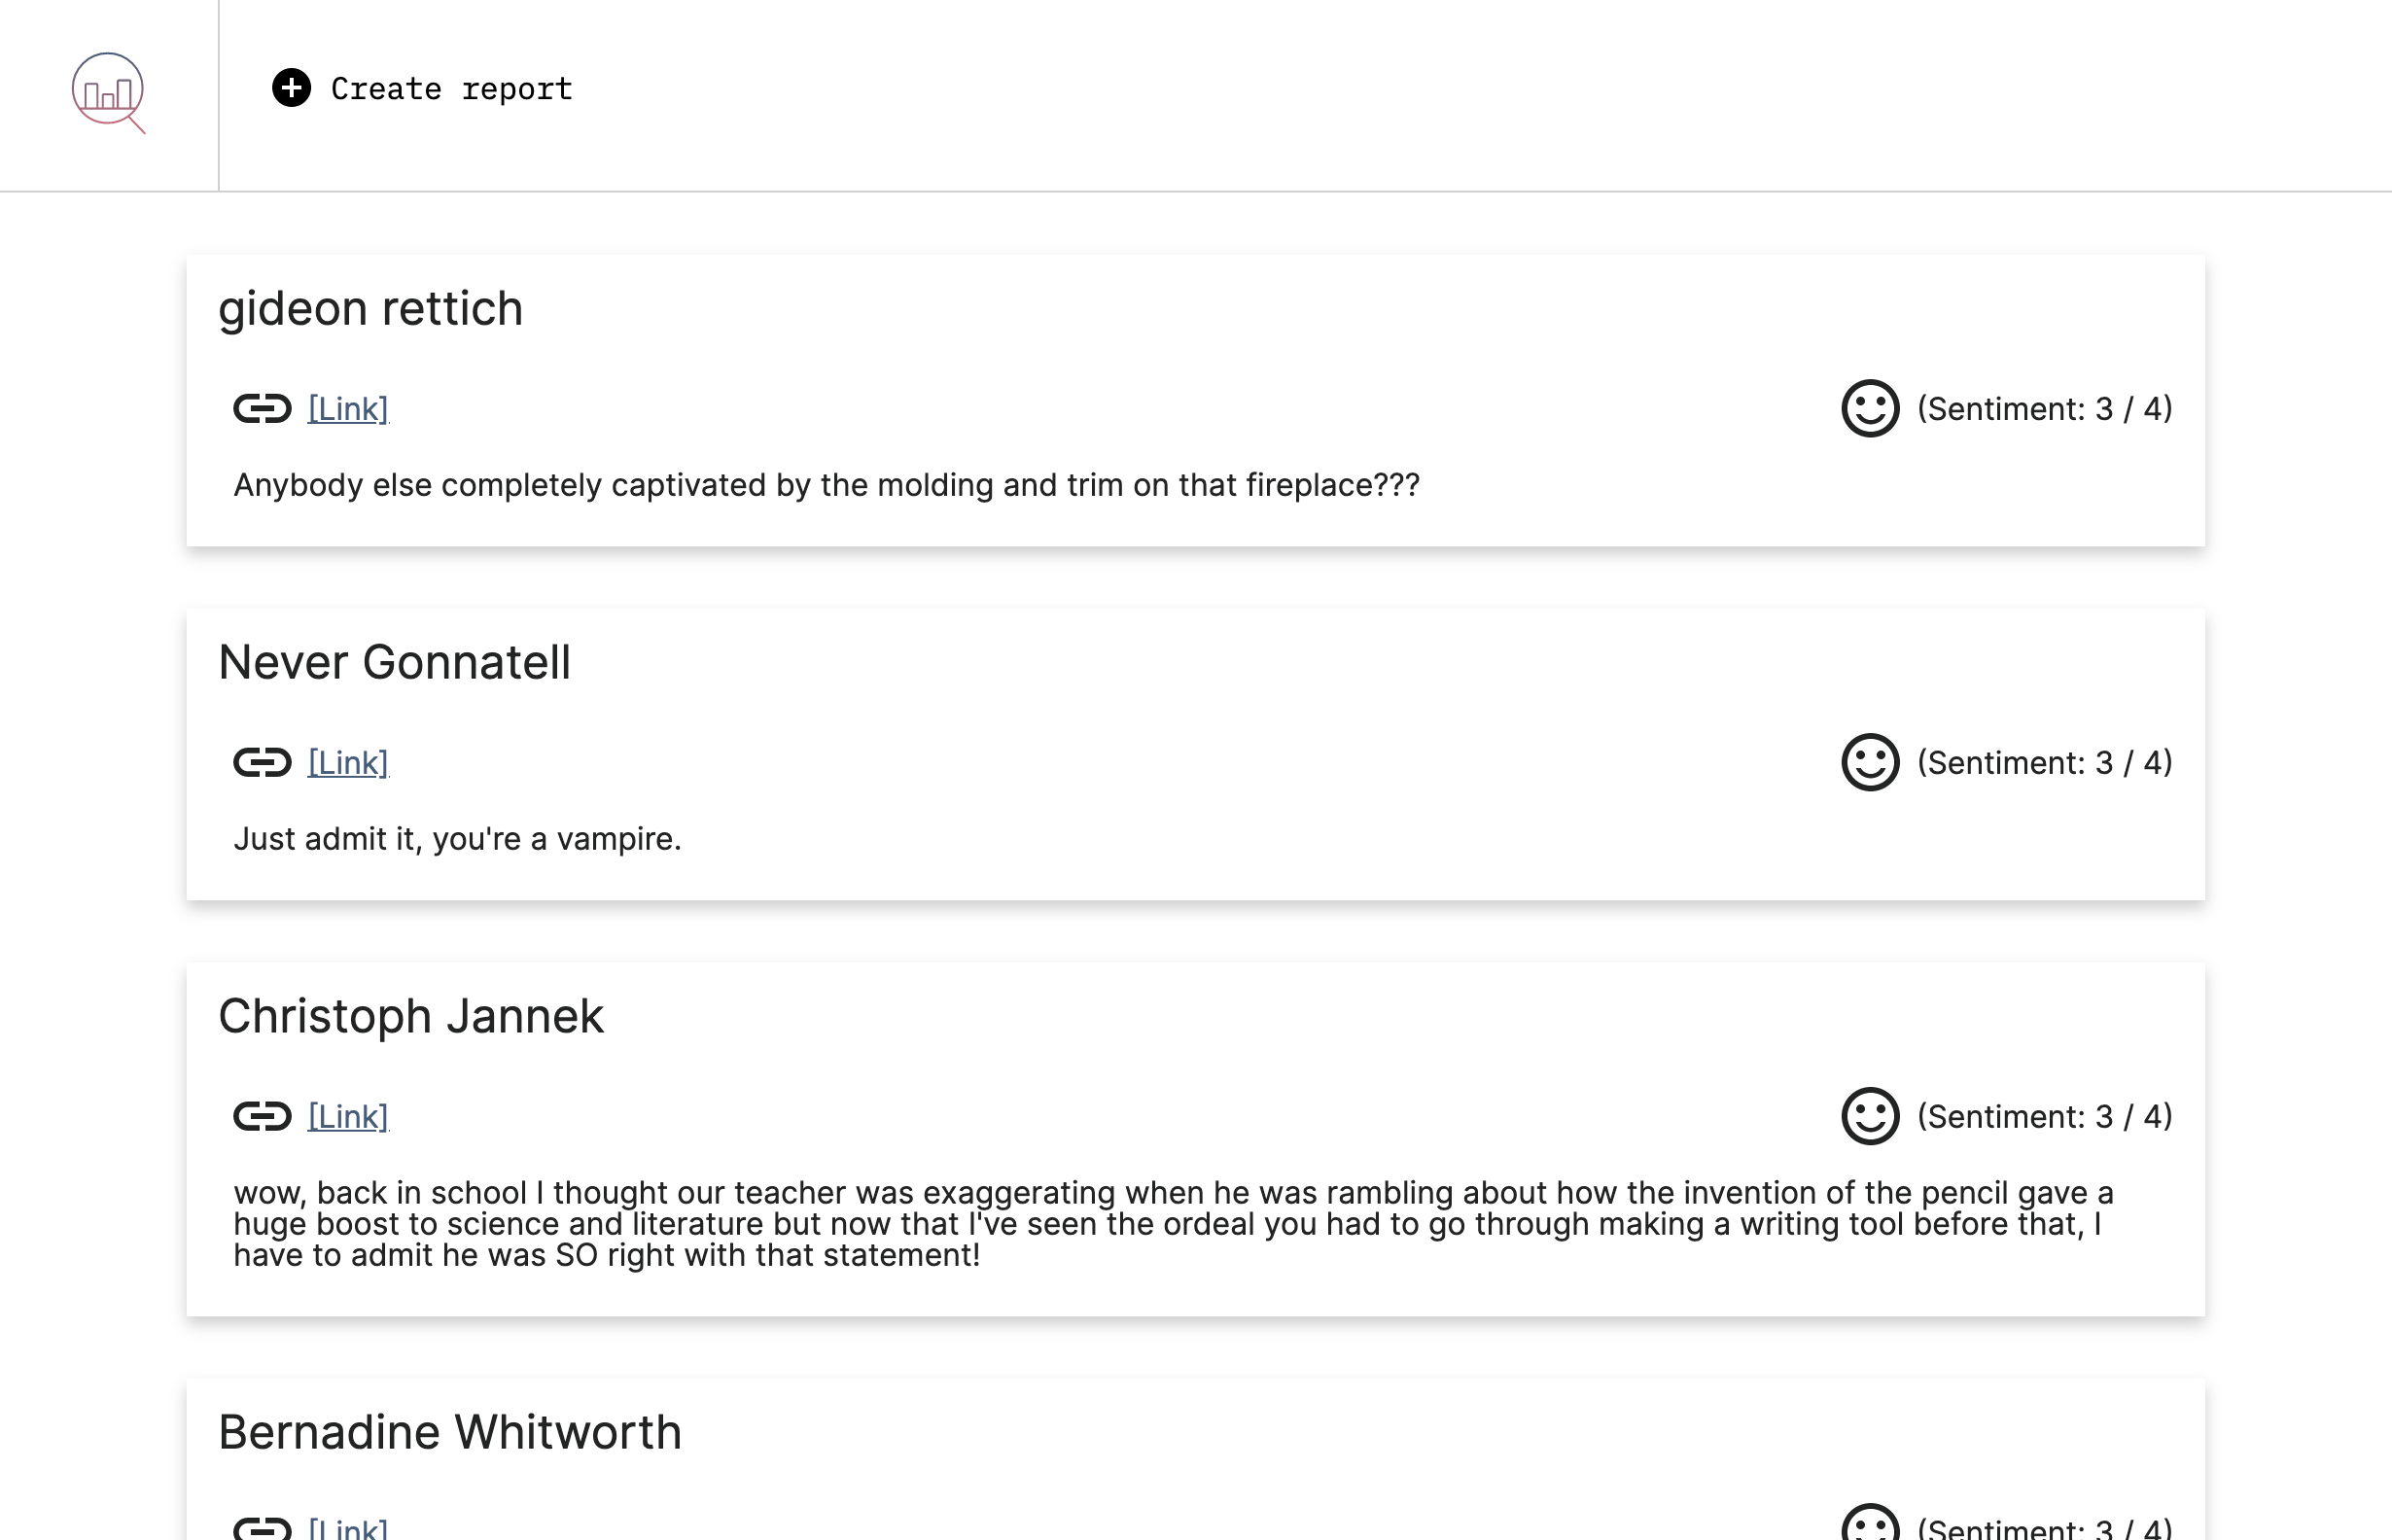 Create report
gideon rettich
[Link] (Sentiment: 3 / 4)
Anybody else completely captivated by the molding and trim on that fireplace???
Never Gonnatell
[Link] (Sentiment: 3 / 4)
Just admit it, you're a vampire.
Christoph Jannek
[Link] (Sentiment: 3 / 4)
wow, back in school I thought our teacher was exaggerating when he was rambling about how the invention of the pencil gave a
huge boost to science and literature but now that I've seen the ordeal you had to go through making a writing tool before that, I
have to admit he was SO right with that statement!
Bernadine Whitworth
[Link] (Sentiment: 3 / 4)